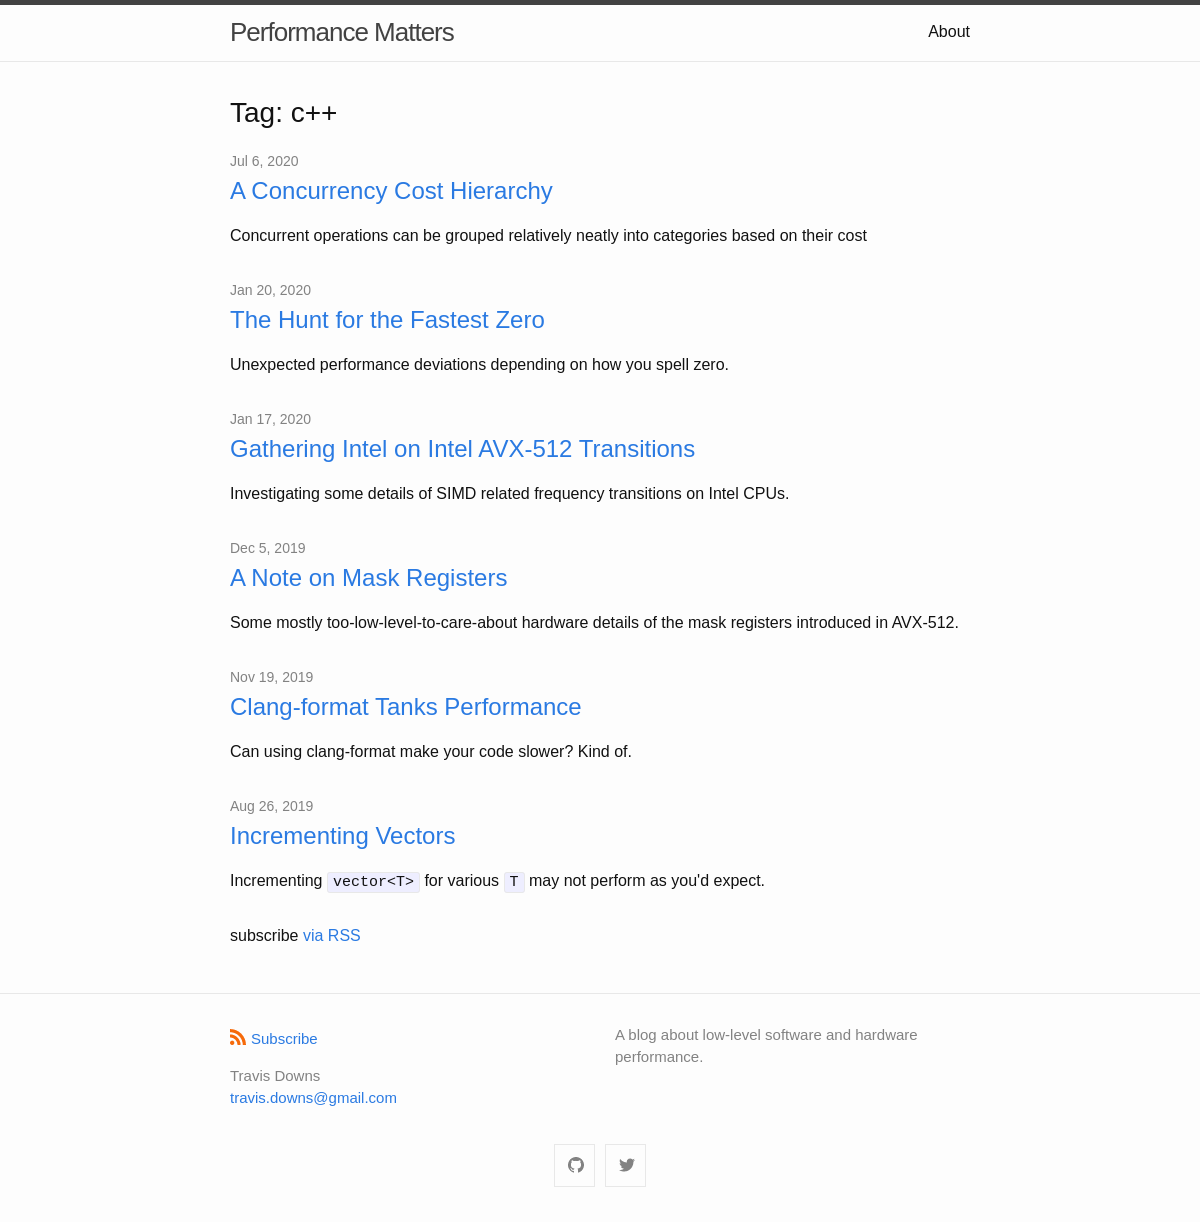 Performance Matters
About
Tag: c++
Jul 6, 2020
A Concurrency Cost Hierarchy
Concurrent operations can be grouped relatively neatly into categories based on their cost
Jan 20, 2020
The Hunt for the Fastest Zero
Unexpected performance deviations depending on how you spell zero.
Jan 17, 2020
Gathering Intel on Intel AVX-512 Transitions
Investigating some details of SIMD related frequency transitions on Intel CPUs.
Dec 5, 2019
A Note on Mask Registers
Some mostly too-low-level-to-care-about hardware details of the mask registers introduced in AVX-512.
Nov 19, 2019
Clang-format Tanks Performance
Can using clang-format make your code slower? Kind of.
Aug 26, 2019
Incrementing Vectors
Incrementing vector<T> for various T may not perform as you'd expect.
subscribe via RSS
Subscribe
Travis Downs
travis.downs@gmail.com
A blog about low-level software and hardware
performance.